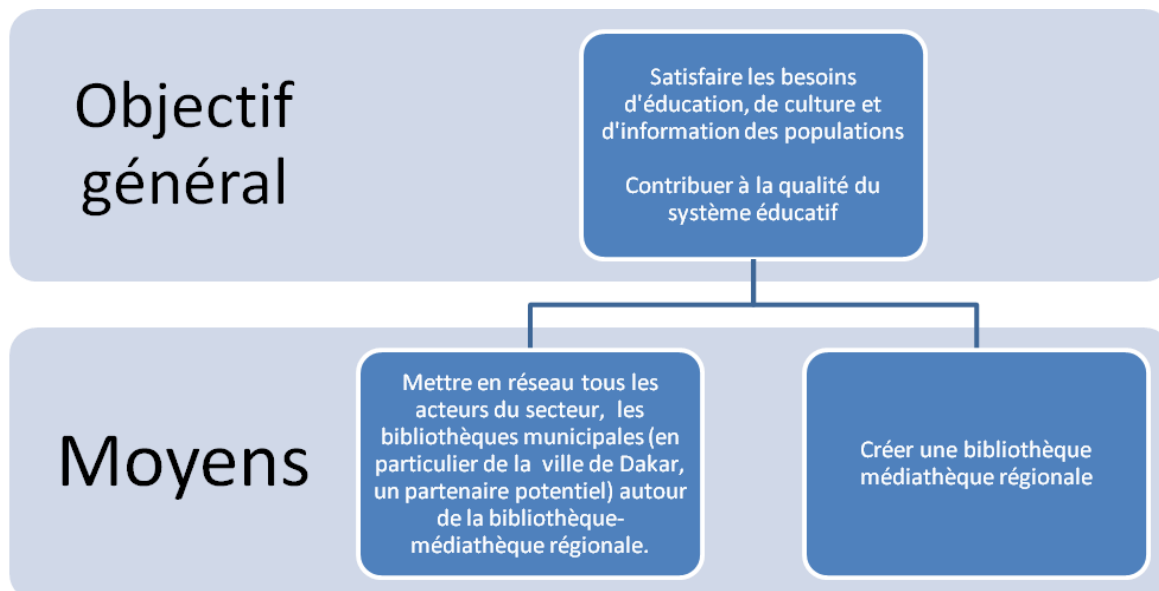 Objectif
général
Satisfaire les besoins
d'éducation, de culture et
d'information des populations
Contribuer à la qualité du
système éducatif
Moyens
Mettre en réseau tous les
acteurs du secteur, les
bibliothèques municipales (en
particulier de la ville de Dakar,
un partenaire potentiel) autour
de la bibliothèque-
médiathèque régionale.
Créer une bibliothèque
médiathèque régionale